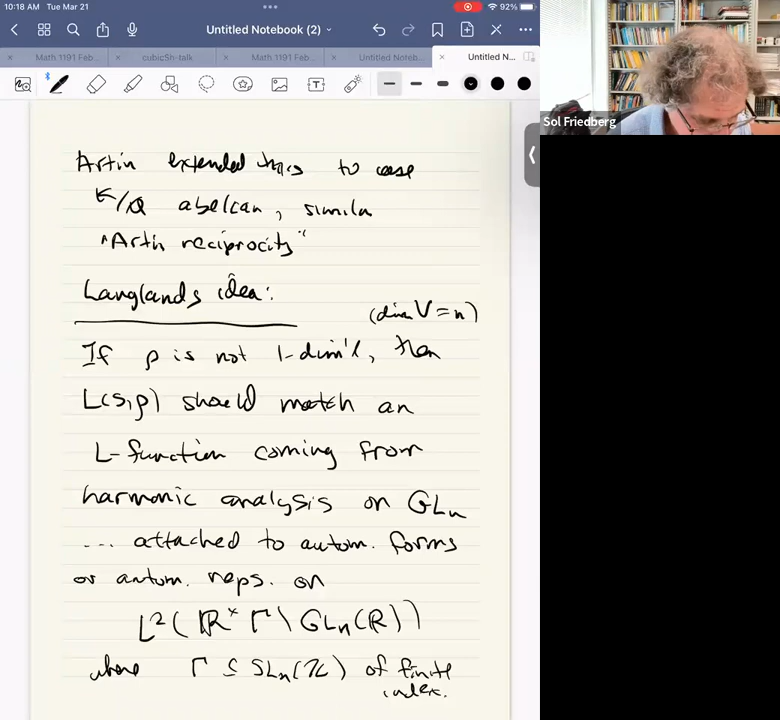 10:18 AM Tue Mar 21
92%
Untitled Notebook (2)
Math 1191 Feb...
cubicSh-talk
Math 1191 Feb...
Untitled Noteb...
Untitled N...
Sol Friedberg
Artin extended this to case
K/Q abelian, similar
"Artin reciprocity"
Langlands idea:
(dim V = n)
If ρ is not 1-dim'l, then
L(s,ρ) should match an
L-function coming from
harmonic analysis on GLn
... attached to autom. forms
or autom. reps. on
L²(ℝˣ Γ\GLn(ℝ))
where Γ ⊆ SLn(ℤ) of finite
index.